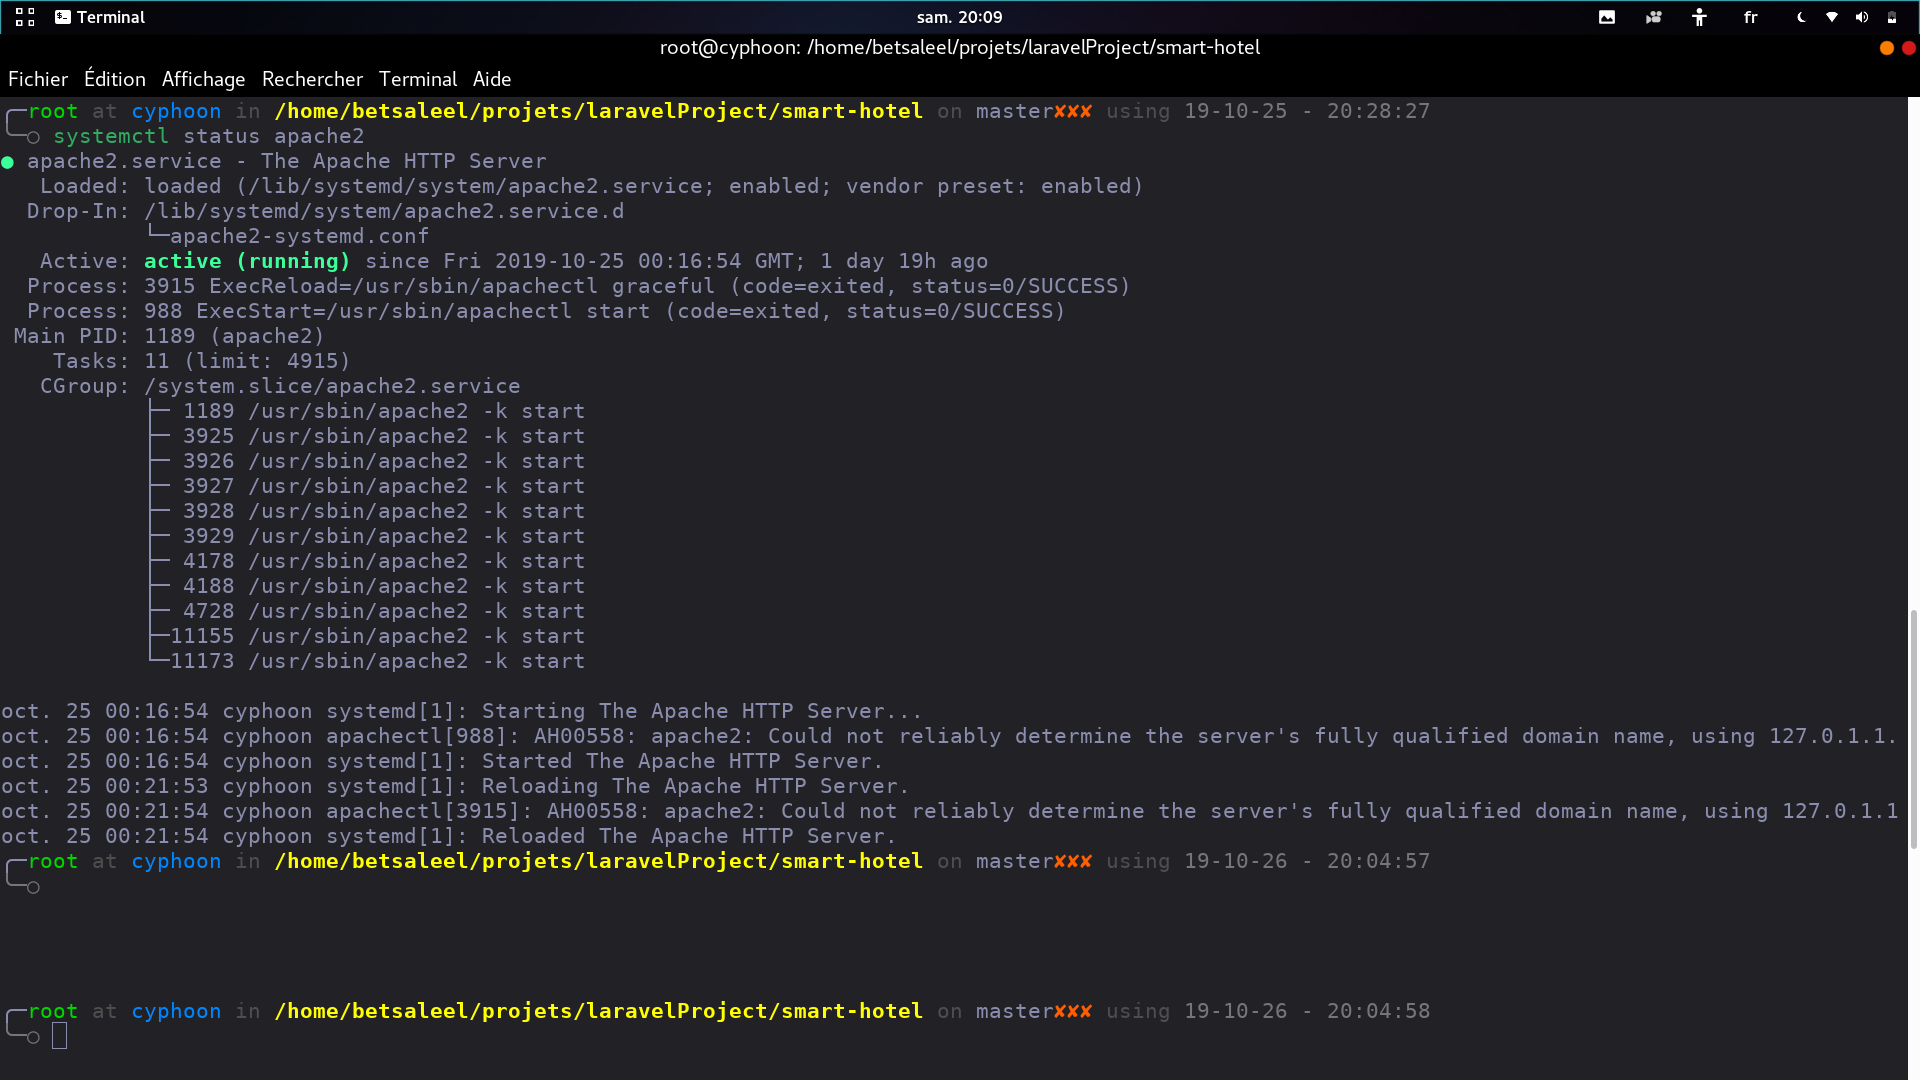 Terminal
sam. 20:09
fr
root@cyphoon: /home/betsaleel/projets/laravelProject/smart-hotel
Fichier Édition Affichage Rechercher Terminal Aide
╭─root at cyphoon in /home/betsaleel/projets/laravelProject/smart-hotel on master✘✘✘ using 19-10-25 - 20:28:27
╰─○ systemctl status apache2
● apache2.service - The Apache HTTP Server
   Loaded: loaded (/lib/systemd/system/apache2.service; enabled; vendor preset: enabled)
  Drop-In: /lib/systemd/system/apache2.service.d
           └─apache2-systemd.conf
   Active: active (running) since Fri 2019-10-25 00:16:54 GMT; 1 day 19h ago
  Process: 3915 ExecReload=/usr/sbin/apachectl graceful (code=exited, status=0/SUCCESS)
  Process: 988 ExecStart=/usr/sbin/apachectl start (code=exited, status=0/SUCCESS)
 Main PID: 1189 (apache2)
    Tasks: 11 (limit: 4915)
   CGroup: /system.slice/apache2.service
           ├─ 1189 /usr/sbin/apache2 -k start
           ├─ 3925 /usr/sbin/apache2 -k start
           ├─ 3926 /usr/sbin/apache2 -k start
           ├─ 3927 /usr/sbin/apache2 -k start
           ├─ 3928 /usr/sbin/apache2 -k start
           ├─ 3929 /usr/sbin/apache2 -k start
           ├─ 4178 /usr/sbin/apache2 -k start
           ├─ 4188 /usr/sbin/apache2 -k start
           ├─ 4728 /usr/sbin/apache2 -k start
           ├─11155 /usr/sbin/apache2 -k start
           └─11173 /usr/sbin/apache2 -k start
oct. 25 00:16:54 cyphoon systemd[1]: Starting The Apache HTTP Server...
oct. 25 00:16:54 cyphoon apachectl[988]: AH00558: apache2: Could not reliably determine the server's fully qualified domain name, using 127.0.1.1.
oct. 25 00:16:54 cyphoon systemd[1]: Started The Apache HTTP Server.
oct. 25 00:21:53 cyphoon systemd[1]: Reloading The Apache HTTP Server.
oct. 25 00:21:54 cyphoon apachectl[3915]: AH00558: apache2: Could not reliably determine the server's fully qualified domain name, using 127.0.1.1
oct. 25 00:21:54 cyphoon systemd[1]: Reloaded The Apache HTTP Server.
╭─root at cyphoon in /home/betsaleel/projets/laravelProject/smart-hotel on master✘✘✘ using 19-10-26 - 20:04:57
╰─○
╭─root at cyphoon in /home/betsaleel/projets/laravelProject/smart-hotel on master✘✘✘ using 19-10-26 - 20:04:58
╰─○